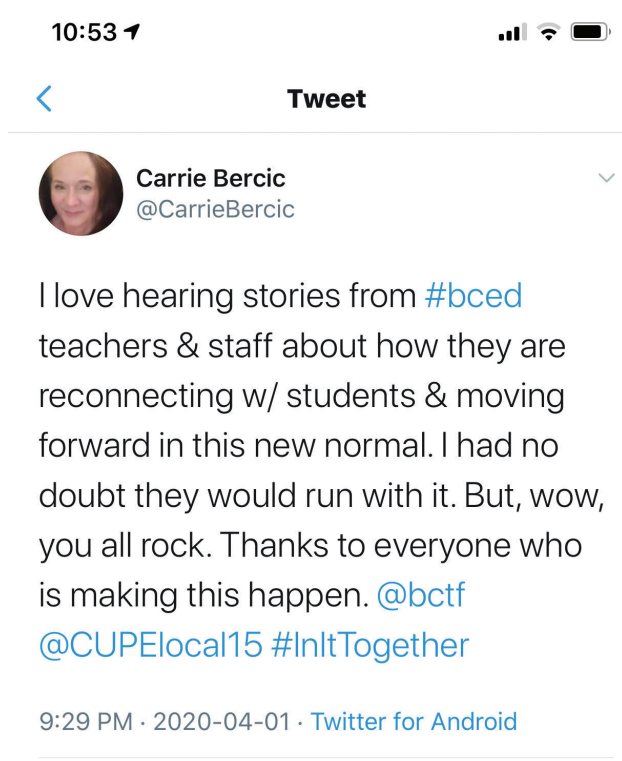 10:53
Tweet
Carrie Bercic
@CarrieBercic
I love hearing stories from #bced
teachers & staff about how they are
reconnecting w/ students & moving
forward in this new normal. I had no
doubt they would run with it. But, wow,
you all rock. Thanks to everyone who
is making this happen. @bctf
@CUPElocal15 #InItTogether
9:29 PM · 2020-04-01 · Twitter for Android